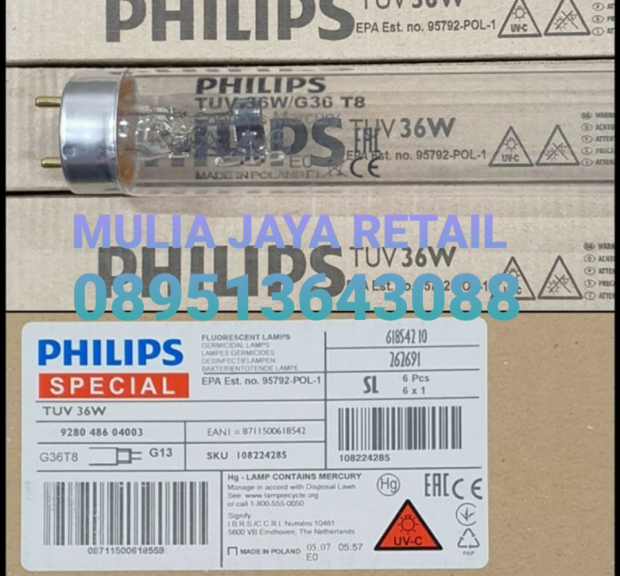 PHILIPS TUV 36W
EPA Est. no. 95792-POL-1
UV-C
PHILIPS
TUV 36W/G36 T8
TUV 36W
EPA Est. no. 95792-POL-1
UV-C
E0
MADE IN POLAND
MULIA JAYA RETAIL
PHILIPS TUV 36W
089513643088
PHILIPS
SPECIAL
FLUORESCENT LAMPS
GERMICIDAL LAMPS
LAMPES GERMICIDES
DESINFECTIELAMPEN
BAKTERIENTOTENDE LAMPE
EPA Est. no. 95792-POL-1
61854210
262691
SL
6 Pcs
6 x 1
TUV 36W
9280 486 04003
EAN1 = 8711500618542
G36T8
G13
SKU 108224285
108224285
Hg - LAMP CONTAINS MERCURY
Manage in accord with Disposal Laws
See: www.lamprecycle.org
or call 1-800-555-0050
Signify
I.B.R.S./C.C.R.I. Numéro 10461
5600 VB Eindhoven, The Netherlands
MADE IN POLAND 05.07 05:57
E0
Hg
EAC CE
UV-C
PAP
08711500618559